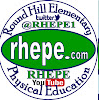 Round Hill Elementary
twitter
@RHEPE1
rhepe.com
RHEPE
YouTube
Physical Education